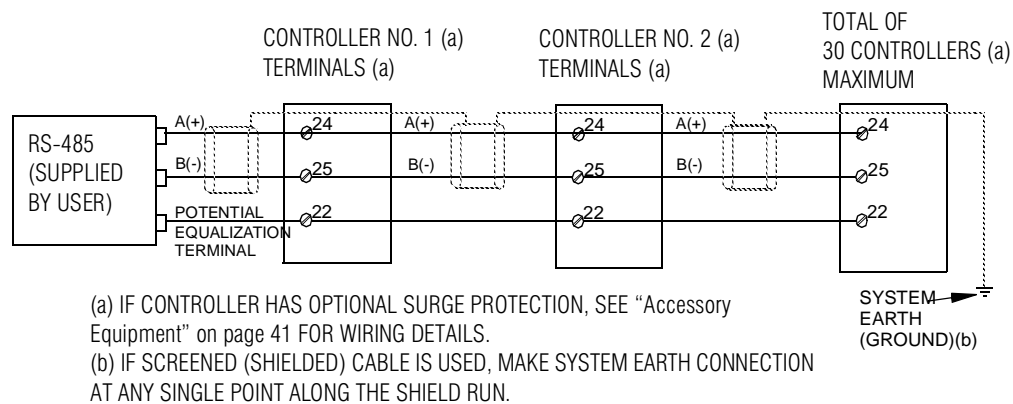 CONTROLLER NO. 1 (a)
TERMINALS (a)
CONTROLLER NO. 2 (a)
TERMINALS (a)
TOTAL OF
30 CONTROLLERS (a)
MAXIMUM
RS-485
(SUPPLIED
BY USER)
A(+)
B(-)
POTENTIAL
EQUALIZATION
TERMINAL
24
25
22
A(+)
B(-)
24
25
22
A(+)
B(-)
24
25
22
SYSTEM
EARTH
(GROUND)(b)
(a) IF CONTROLLER HAS OPTIONAL SURGE PROTECTION, SEE “Accessory
Equipment” on page 41 FOR WIRING DETAILS.
(b) IF SCREENED (SHIELDED) CABLE IS USED, MAKE SYSTEM EARTH CONNECTION
AT ANY SINGLE POINT ALONG THE SHIELD RUN.